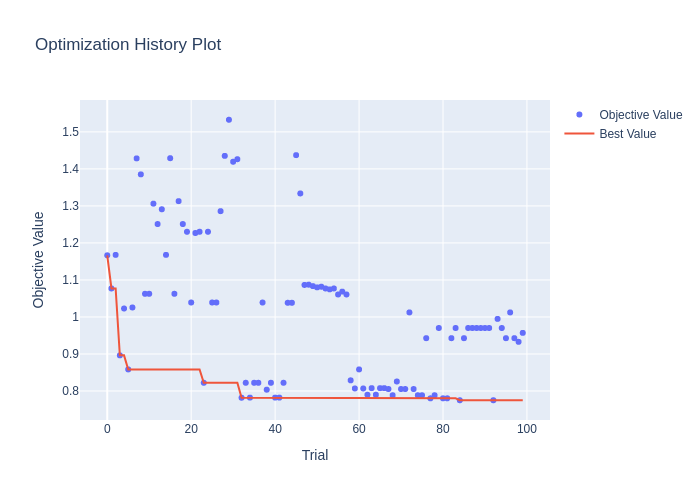 Optimization History Plot
Objective Value
Best Value
1.5
1.4
1.3
1.2
1.1
1
0.9
0.8
0
20
40
60
80
100
Trial
Objective Value